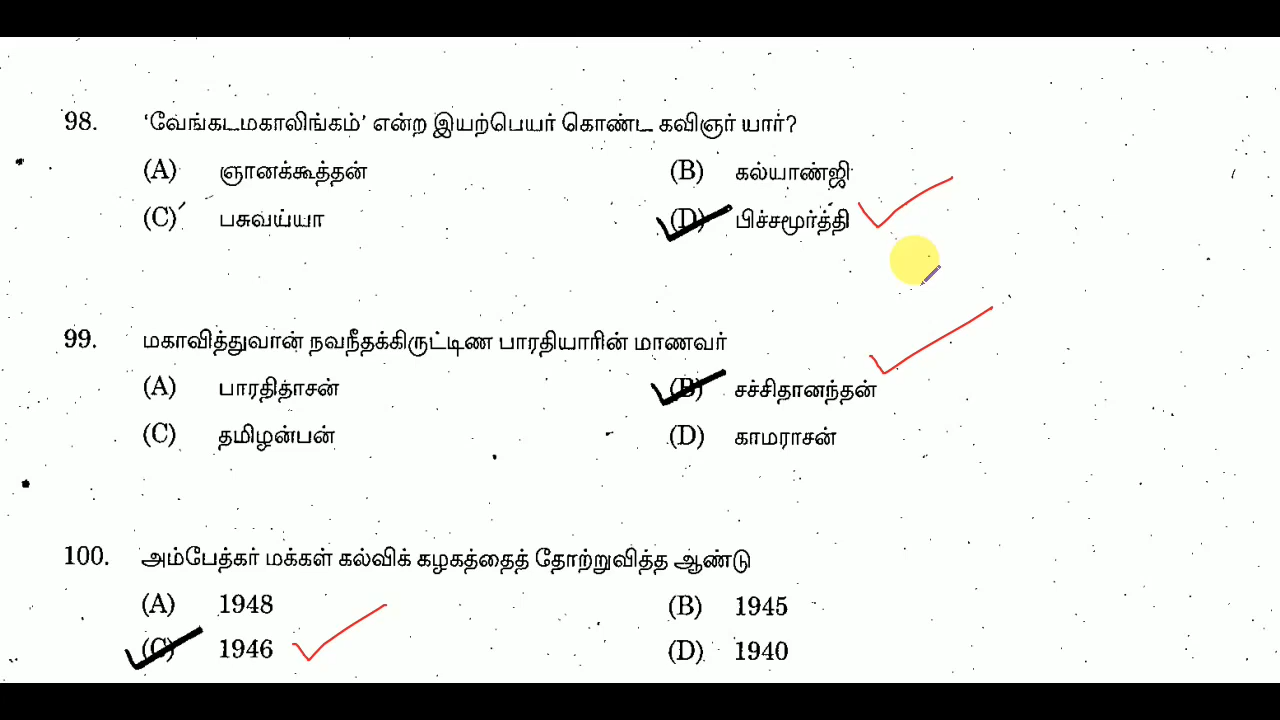 98. ‘வேங்கடமகாலிங்கம்’ என்ற இயற்பெயர் கொண்ட கவிஞர் யார்?
(A) ஞானக்கூத்தன் (B) கல்யாண்ஜி
(C) பசுவய்யா (D) பிச்சமூர்த்தி
99. மகாவித்துவான் நவநீதக்கிருட்டிண பாரதியாரின் மாணவர்
(A) பாரதிதாசன் (B) சச்சிதானந்தன்
(C) தமிழன்பன் (D) காமராசன்
100. அம்பேத்கர் மக்கள் கல்விக் கழகத்தைத் தோற்றுவித்த ஆண்டு
(A) 1948 (B) 1945
(C) 1946 (D) 1940